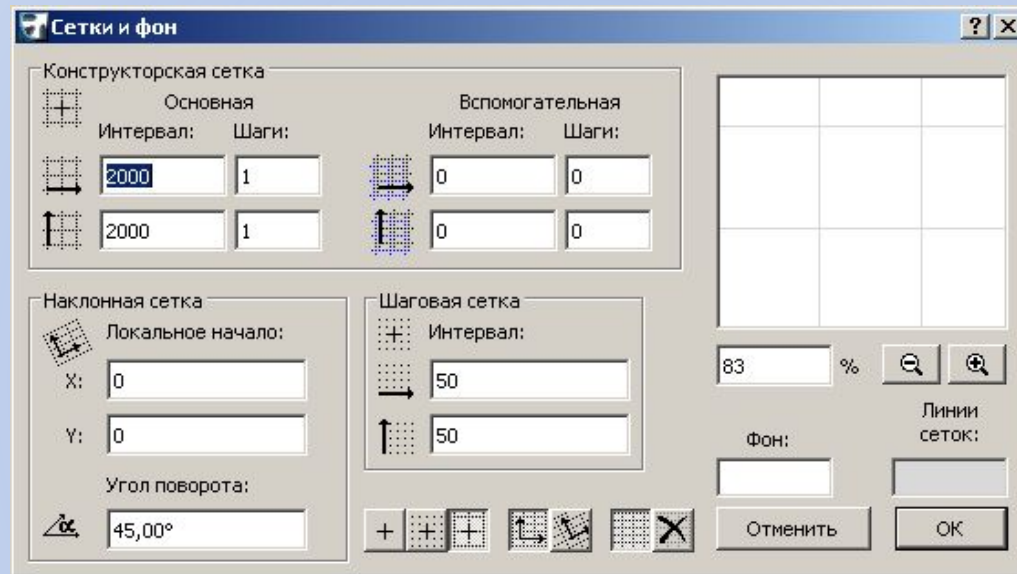 Сетки и фон
Конструкторская сетка
Основная
Вспомогательная
Интервал: Шаги:
Интервал: Шаги:
2000 1
0 0
2000 1
0 0
Наклонная сетка
Локальное начало:
X: 0
Y: 0
Угол поворота:
α 45,00°
Шаговая сетка
Интервал:
50
50
83 %
Фон:
Линии
сеток:
Отменить
OK